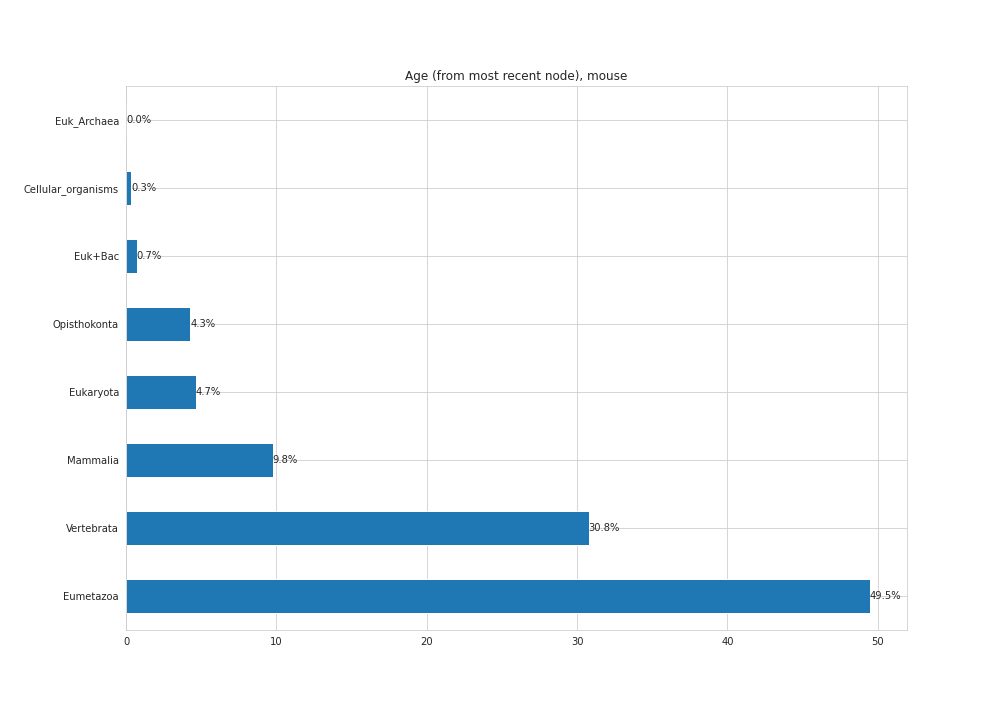 Age (from most recent node), mouse
Euk_Archaea 0.0%
Cellular_organisms 0.3%
Euk+Bac 0.7%
Opisthokonta 4.3%
Eukaryota 4.7%
Mammalia 9.8%
Vertebrata 30.8%
Eumetazoa 49.5%
0 10 20 30 40 50